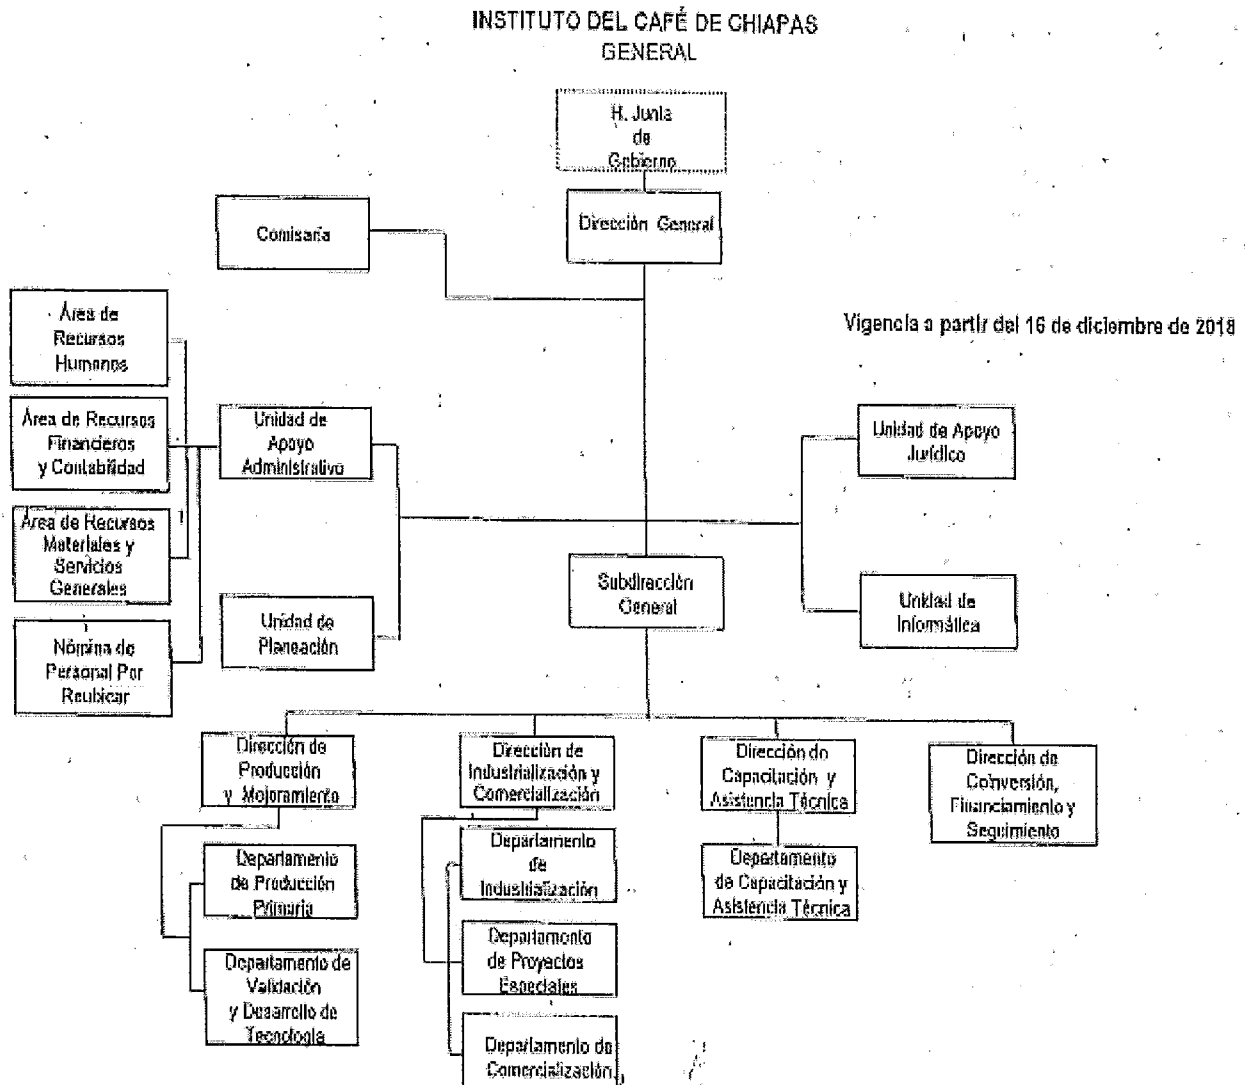 INSTITUTO DEL CAFÉ DE CHIAPAS
GENERAL
H. Junta
de
Gobierno
Dirección General
Comisaría
Vigencia a partir del 16 de diciembre de 2018
Área de
Recursos
Humanos
Área de Recursos
Financieros
y Contabilidad
Área de Recursos
Materiales y
Servicios
Generales
Nómina de
Personal Por
Reubicar
Unidad de
Apoyo
Administrativo
Unidad de
Planeación
Unidad de Apoyo
Jurídico
Unidad de
Informática
Subdirección
General
Dirección de
Producción
y Mejoramiento
Departamento
de Producción
Primaria
Departamento de
Validación
y Desarrollo de
Tecnología
Dirección de
Industrialización y
Comercialización
Departamento
de
Industrialización
Departamento
de Proyectos
Especiales
Departamento de
Comercialización
Dirección de
Capacitación y
Asistencia Técnica
Departamento
de Capacitación y
Asistencia Técnica
Dirección de
Conversión,
Financiamiento y
Seguimiento